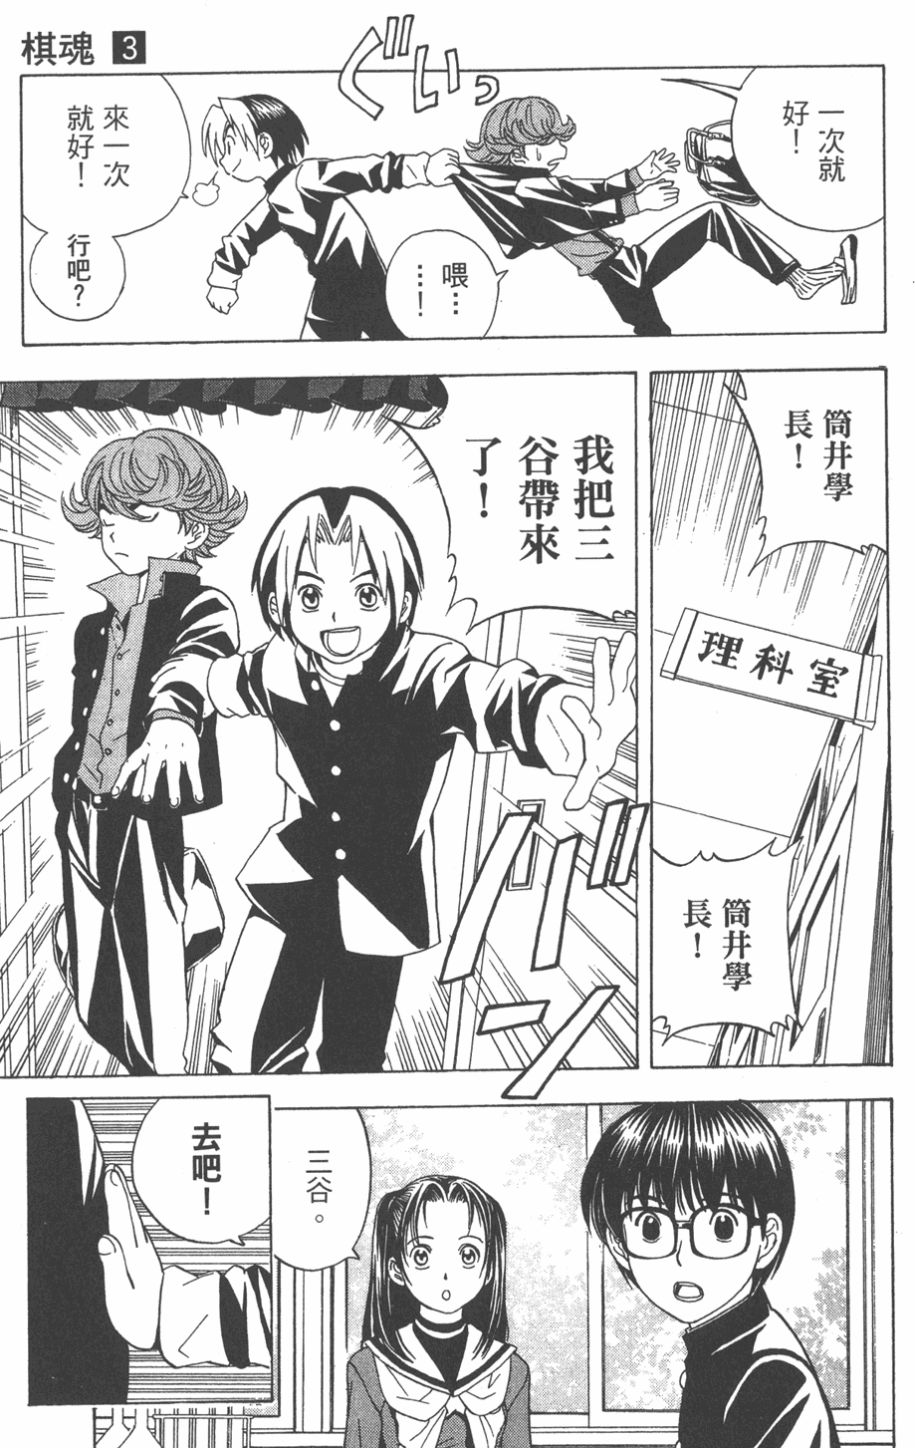 棋魂 3
一次就
好！
來一次
就好！
行吧？
喂…
…！
ぐいっ
筒井學
長！
理科室
筒井學
長！
我把三
谷帶來
了！
三谷。
去吧！